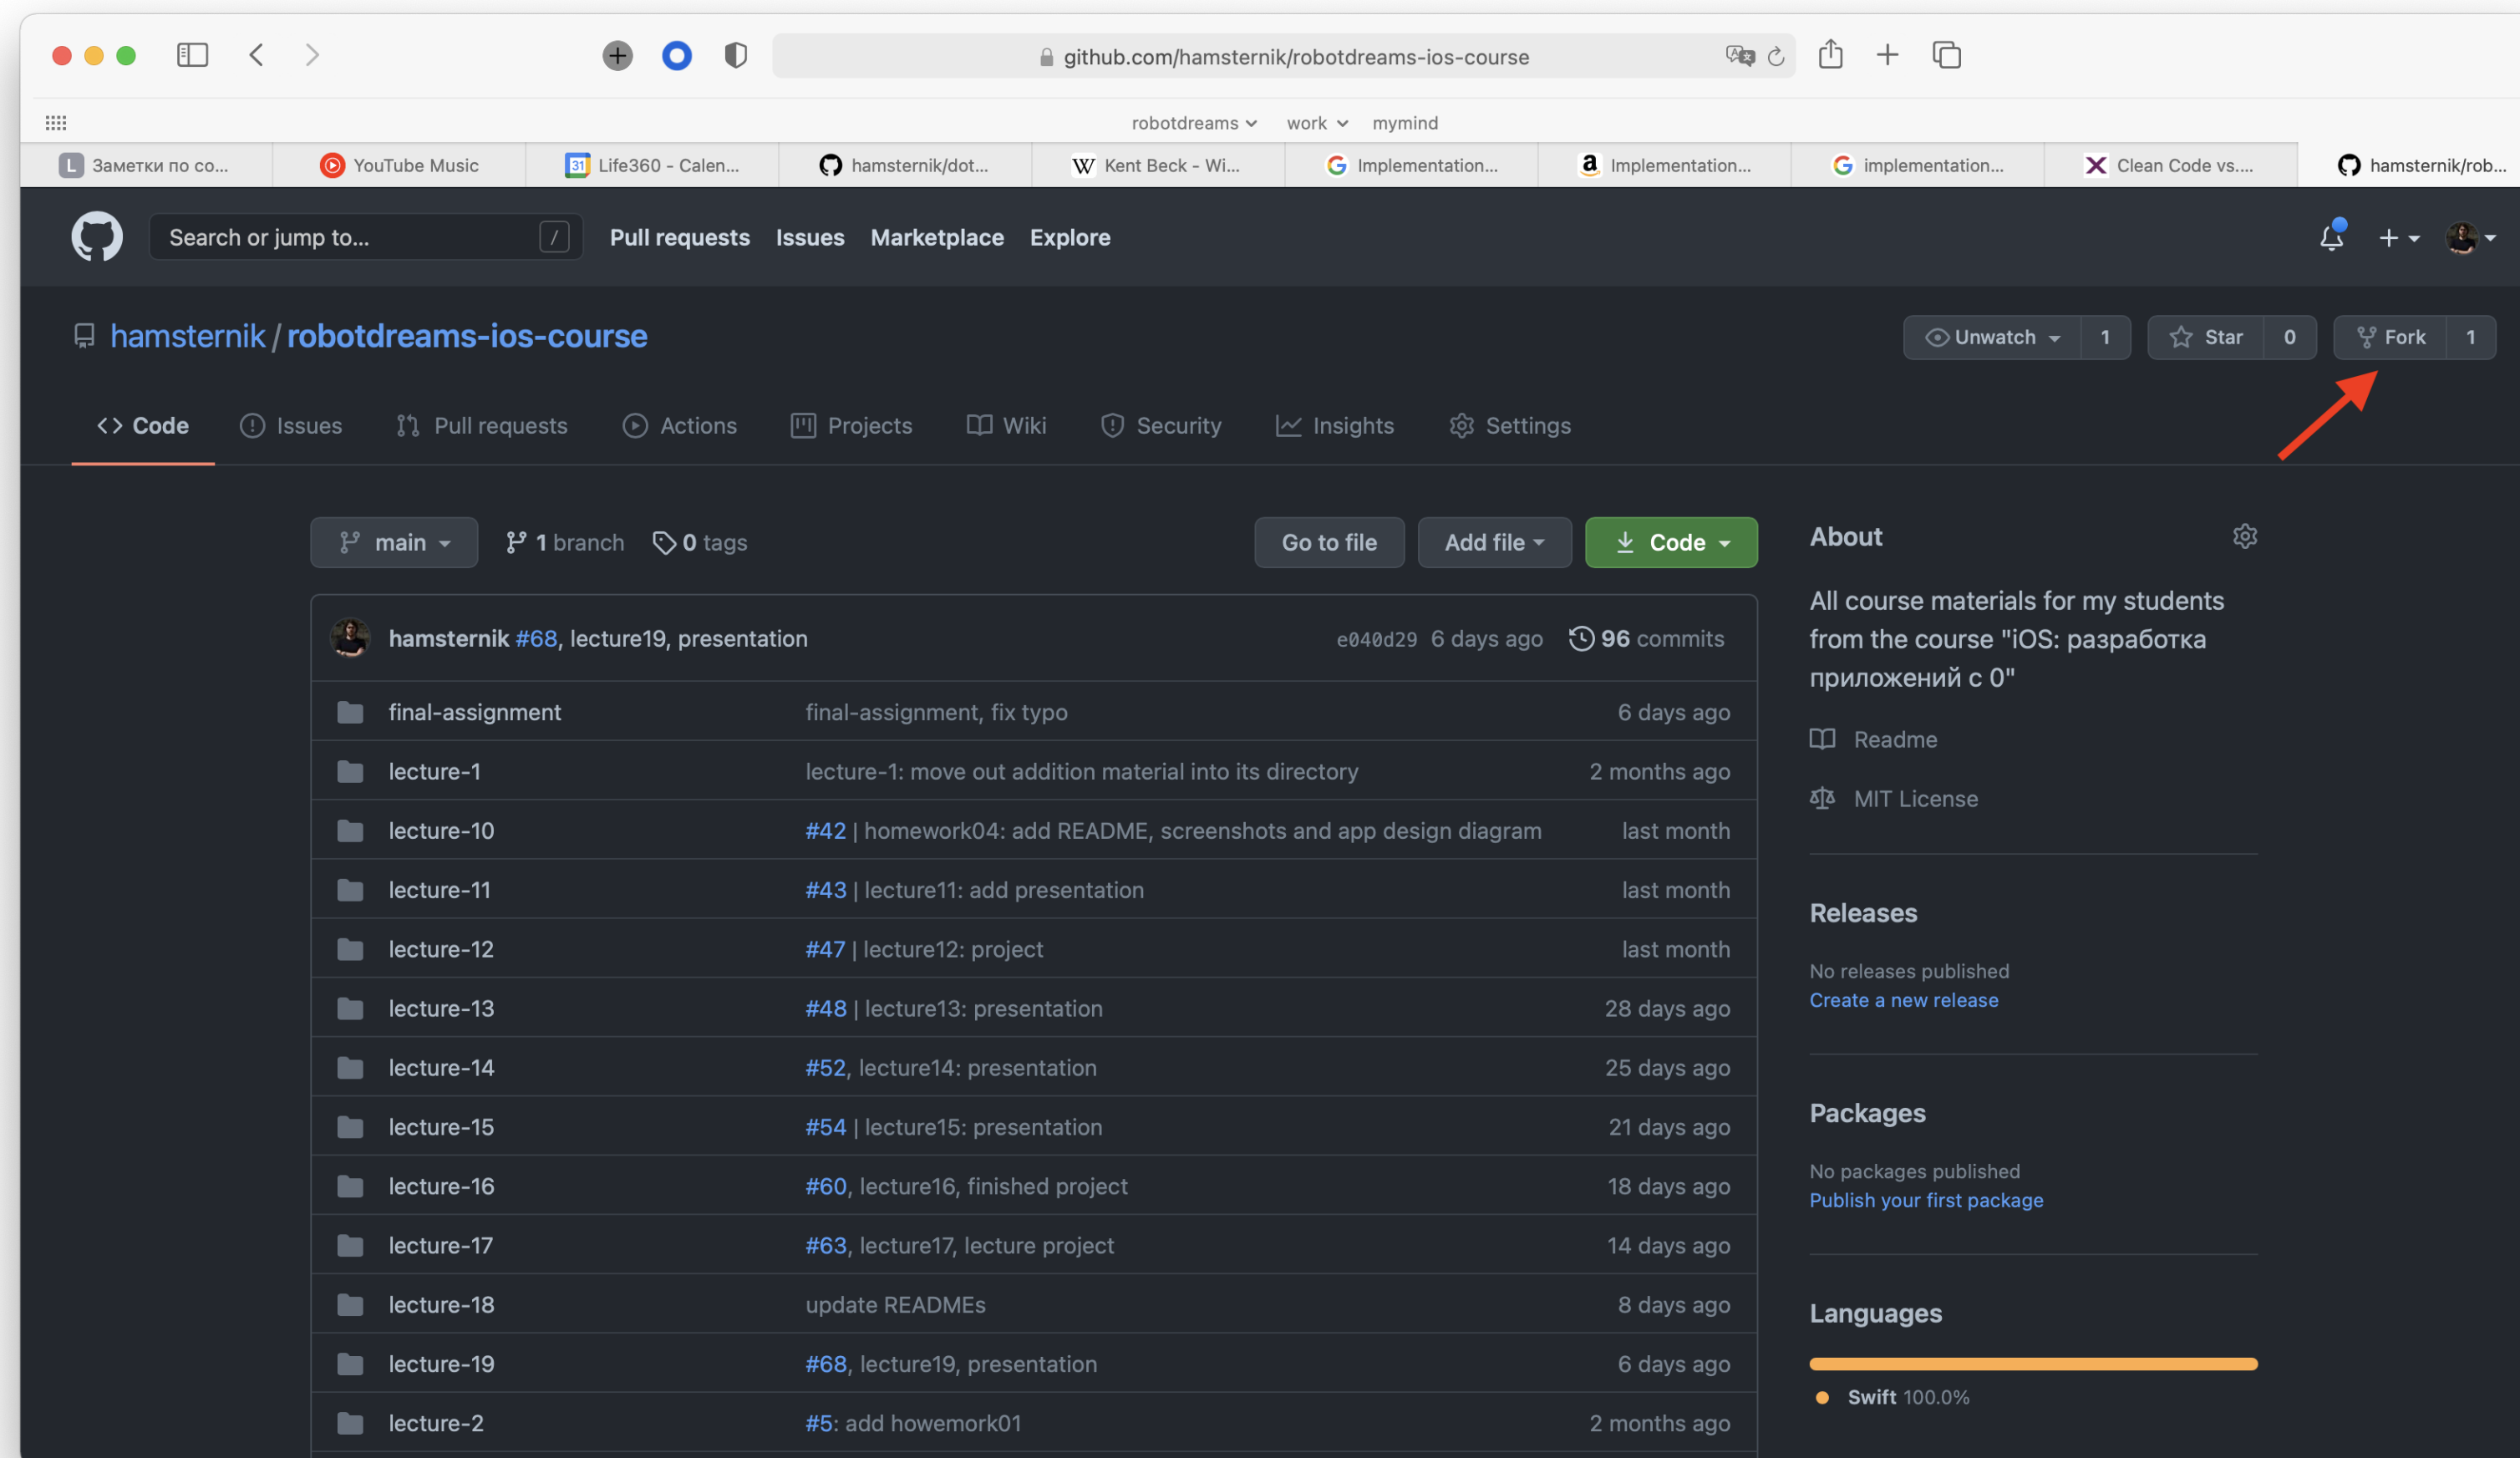 github.com/hamsternik/robotdreams-ios-course
robotdreams work mymind
L Заметки по со... YouTube Music 31 Life360 - Calen... hamsternik/dot... W Kent Beck - Wi... G Implementation... a Implementation... G implementation... X Clean Code vs.... hamsternik/rob...
Search or jump to... / Pull requests Issues Marketplace Explore
hamsternik / robotdreams-ios-course Unwatch 1 Star 0 Fork 1
Code Issues Pull requests Actions Projects Wiki Security Insights Settings
main 1 branch 0 tags Go to file Add file Code
hamsternik #68, lecture19, presentation e040d29 6 days ago 96 commits
final-assignment final-assignment, fix typo 6 days ago
lecture-1 lecture-1: move out addition material into its directory 2 months ago
lecture-10 #42 | homework04: add README, screenshots and app design diagram last month
lecture-11 #43 | lecture11: add presentation last month
lecture-12 #47 | lecture12: project last month
lecture-13 #48 | lecture13: presentation 28 days ago
lecture-14 #52, lecture14: presentation 25 days ago
lecture-15 #54 | lecture15: presentation 21 days ago
lecture-16 #60, lecture16, finished project 18 days ago
lecture-17 #63, lecture17, lecture project 14 days ago
lecture-18 update READMEs 8 days ago
lecture-19 #68, lecture19, presentation 6 days ago
lecture-2 #5: add howemork01 2 months ago
About
All course materials for my students
from the course "iOS: разработка
приложений с 0"
Readme
MIT License
Releases
No releases published
Create a new release
Packages
No packages published
Publish your first package
Languages
Swift 100.0%